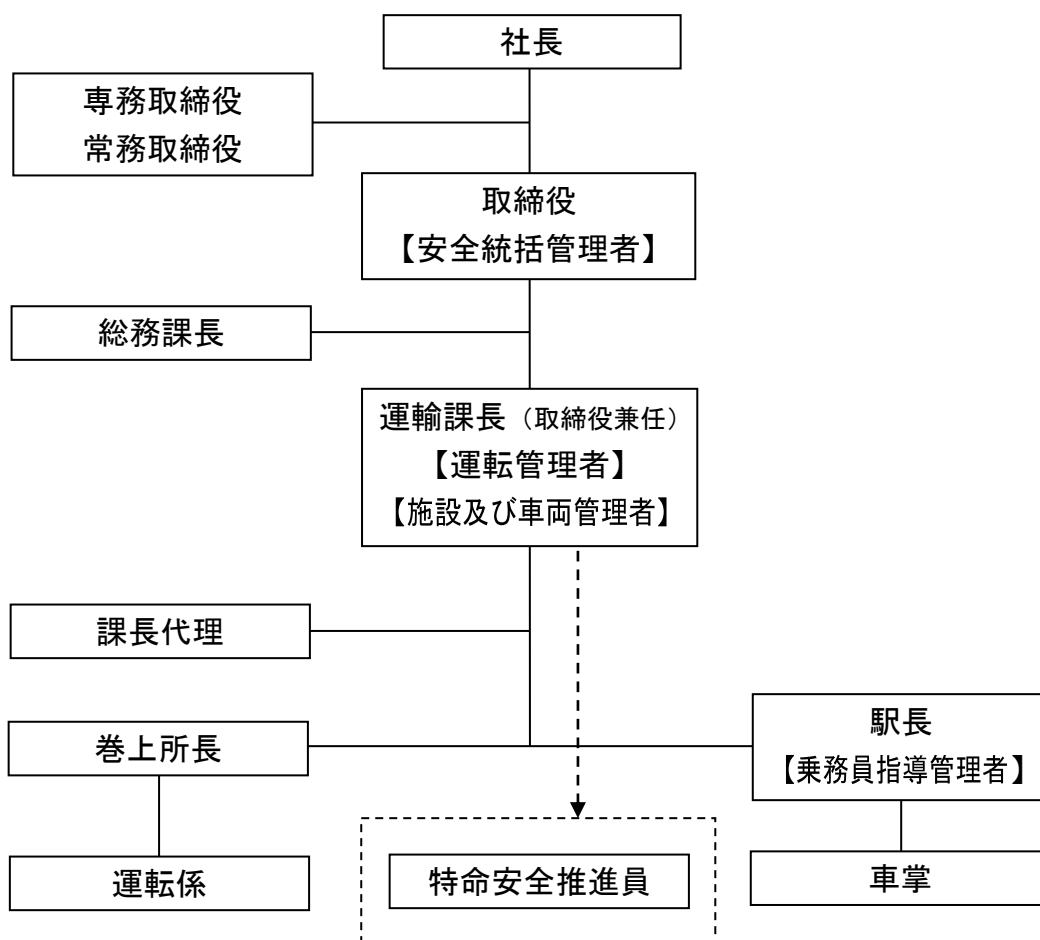 社長
専務取締役
常務取締役
取締役
【安全統括管理者】
総務課長
運輸課長（取締役兼任）
【運転管理者】
【施設及び車両管理者】
課長代理
巻上所長
駅長
【乗務員指導管理者】
運転係
特命安全推進員
車掌